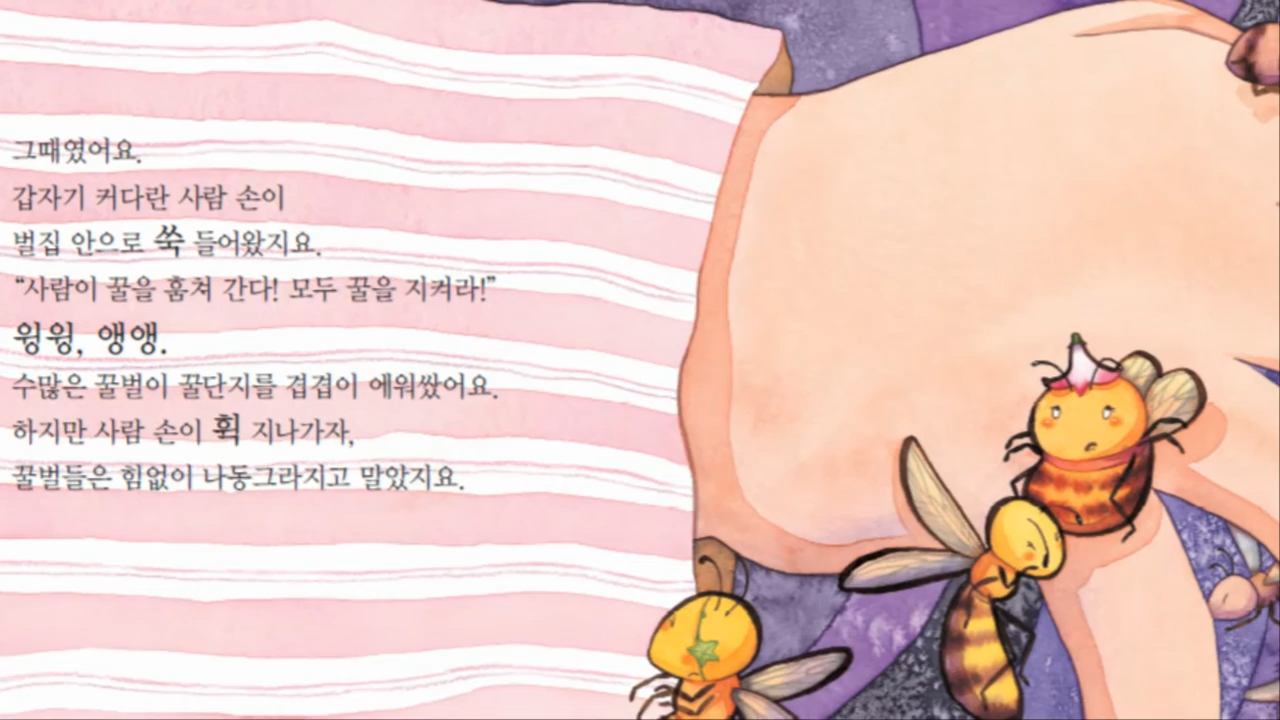 그때였어요.
갑자기 커다란 사람 손이
벌집 안으로 쑥 들어왔지요.
“사람이 꿀을 훔쳐 간다! 모두 꿀을 지켜라!”
윙윙, 앵앵.
수많은 꿀벌이 꿀단지를 겹겹이 에워쌌어요.
하지만 사람 손이 휙 지나가자,
꿀벌들은 힘없이 나동그라지고 말았지요.